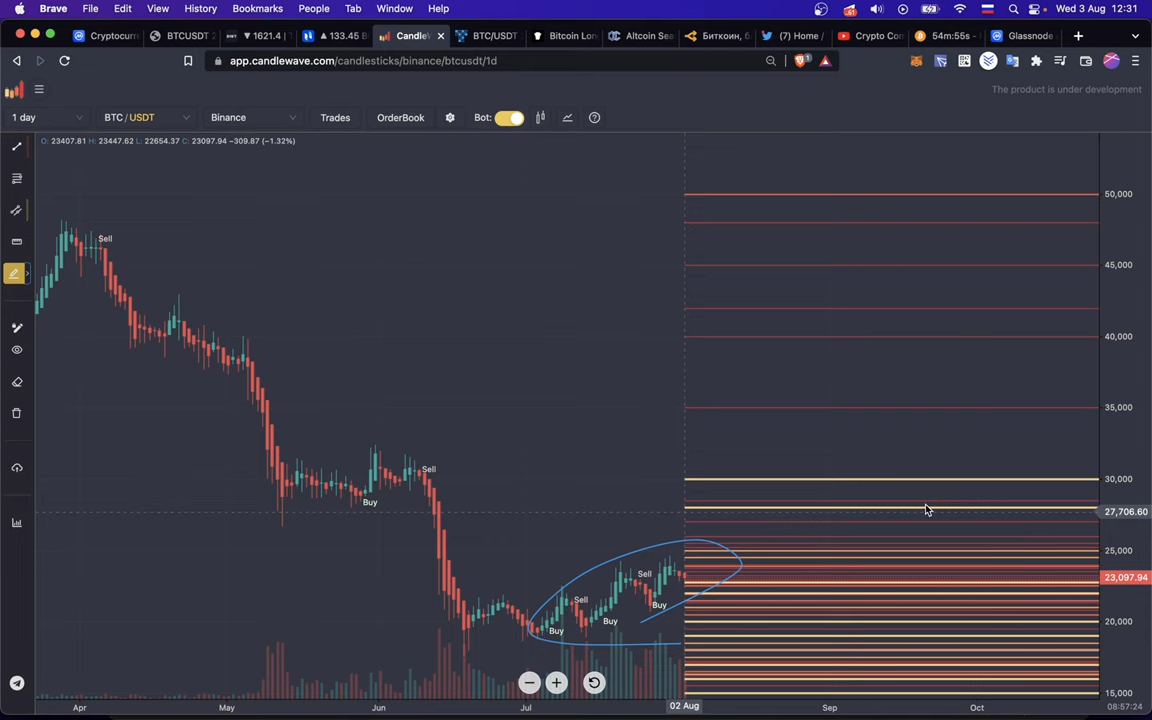 Brave File Edit View History Bookmarks People Tab Window Help Wed 3 Aug 12:31
BTCUSDT
1621.4
133.45
BTC/USDT
Bitcoin Lon
Altcoin Sea
(7) Home /
Crypto Con
54m:55s -
Glassnode
app.candlewave.com/candlesticks/binance/btcusdt/1d
The product is under development
1 day BTC/USDT Binance Trades OrderBook Bot:
O: 23407.81 H: 23447.62 L: 22654.37 C: 23097.94 −309.87 (−1.32%)
50,000
Sell
45,000
40,000
35,000
Sell
30,000
Buy
27,706.60
25,000
Sell
23,097.94
Sell
Buy
Buy
20,000
Buy
15,000
Apr May Jun Jul 02 Aug Sep Oct 08:57:24